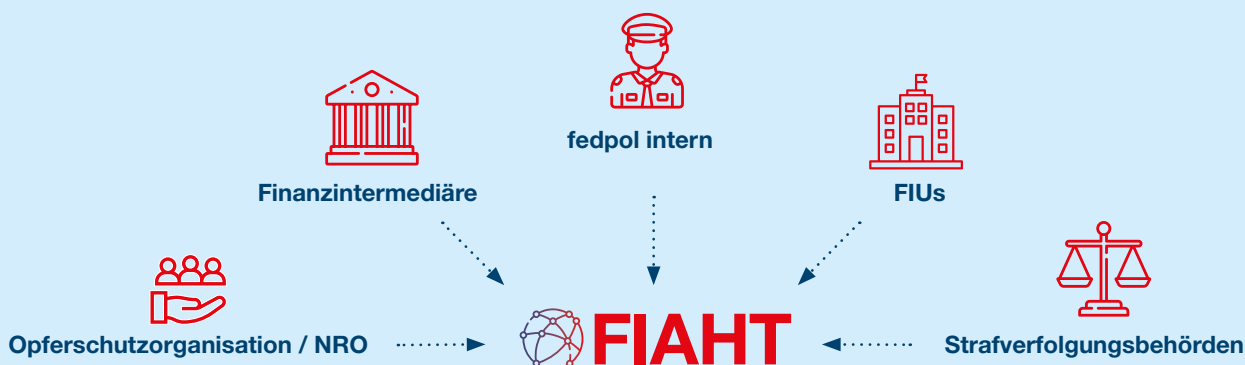 fedpol intern
Finanzintermediäre
FIUs
Opferschutzorganisation / NRO
FIAHT
Strafverfolgungsbehörden